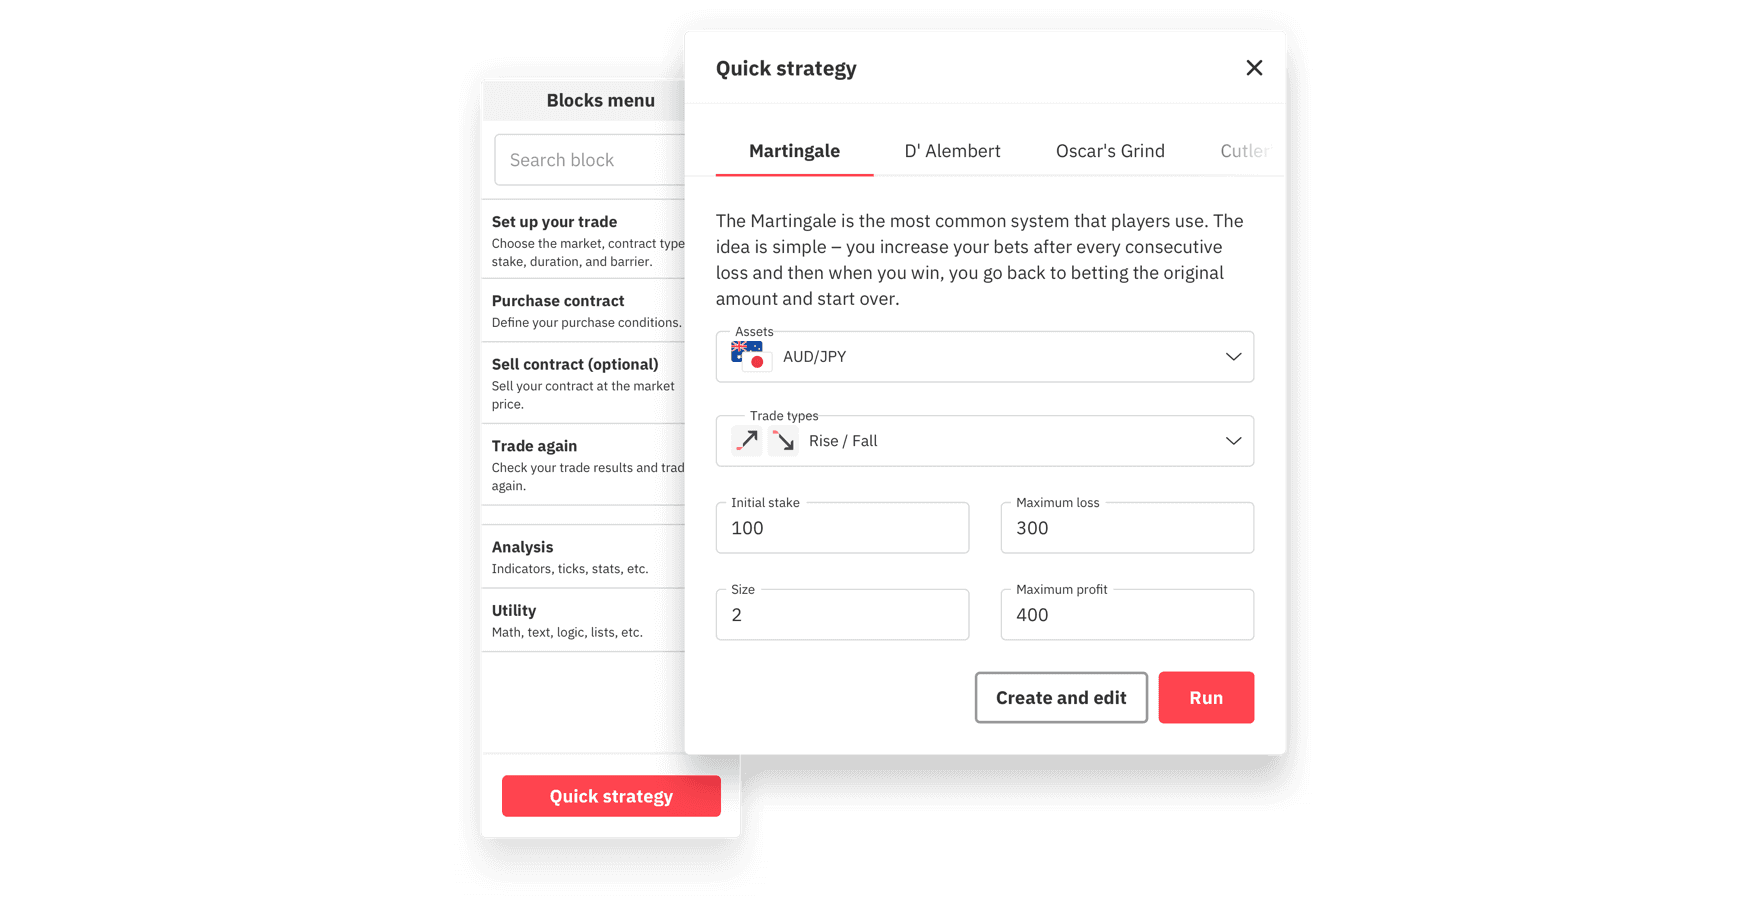 Blocks menu
Search block
Set up your trade
Choose the market, contract type
stake, duration, and barrier.
Purchase contract
Define your purchase conditions.
Sell contract (optional)
Sell your contract at the market
price.
Trade again
Check your trade results and trad
again.
Analysis
Indicators, ticks, stats, etc.
Utility
Math, text, logic, lists, etc.
Quick strategy
Quick strategy
Martingale
D' Alembert
Oscar's Grind
Cutler
The Martingale is the most common system that players use. The
idea is simple – you increase your bets after every consecutive
loss and then when you win, you go back to betting the original
amount and start over.
Assets
AUD/JPY
Trade types
Rise / Fall
Initial stake
100
Maximum loss
300
Size
2
Maximum profit
400
Create and edit
Run